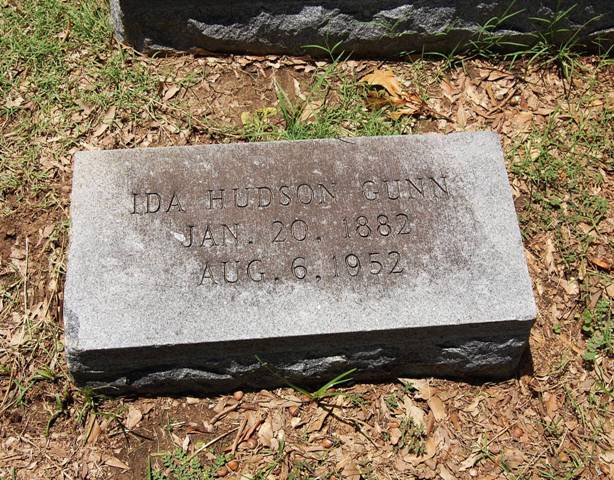 IDA HUDSON GUNN
JAN. 20, 1882
AUG. 6, 1952